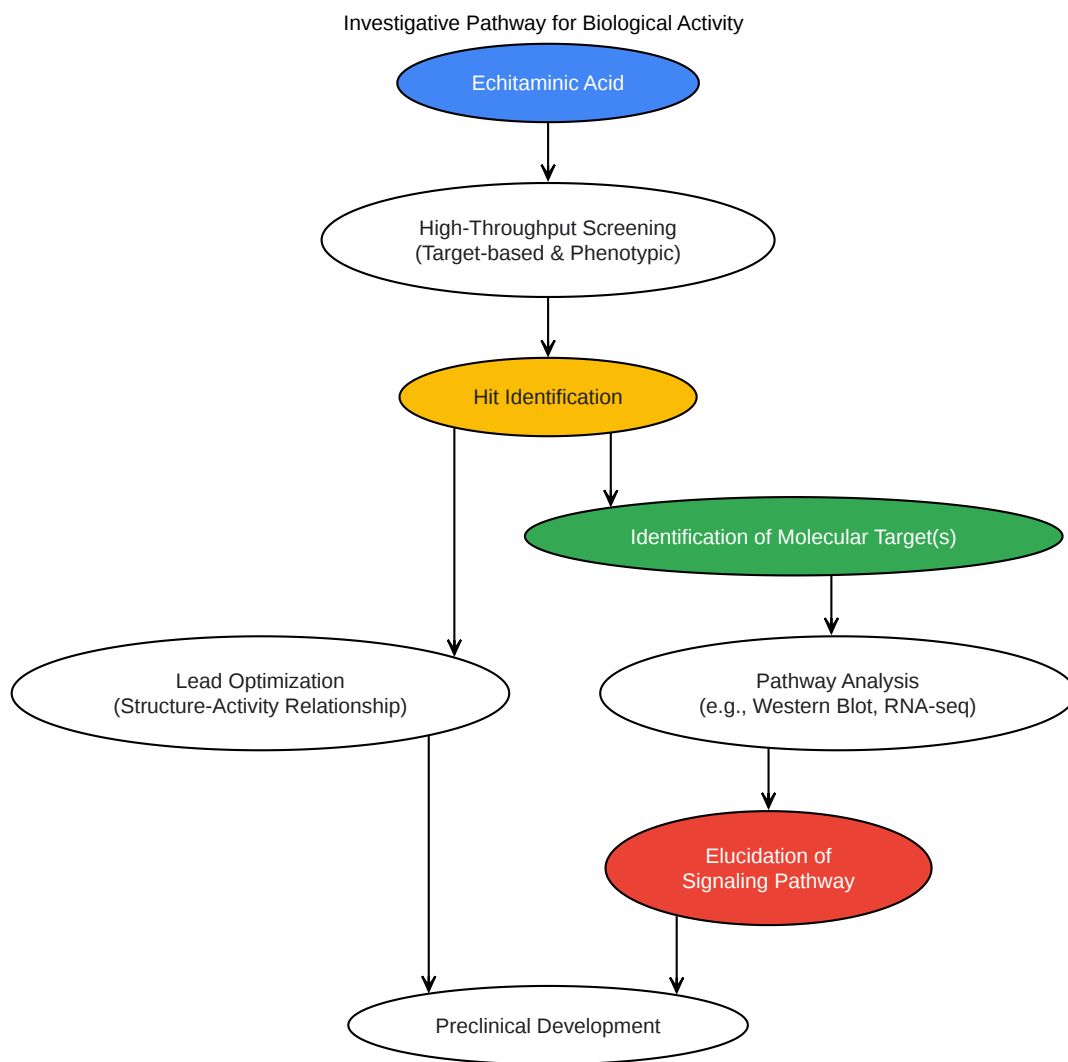 Investigative Pathway for Biological Activity
Echitaminic Acid
High-Throughput Screening
(Target-based & Phenotypic)
Hit Identification
Identification of Molecular Target(s)
Lead Optimization
(Structure-Activity Relationship)
Pathway Analysis
(e.g., Western Blot, RNA-seq)
Elucidation of
Signaling Pathway
Preclinical Development